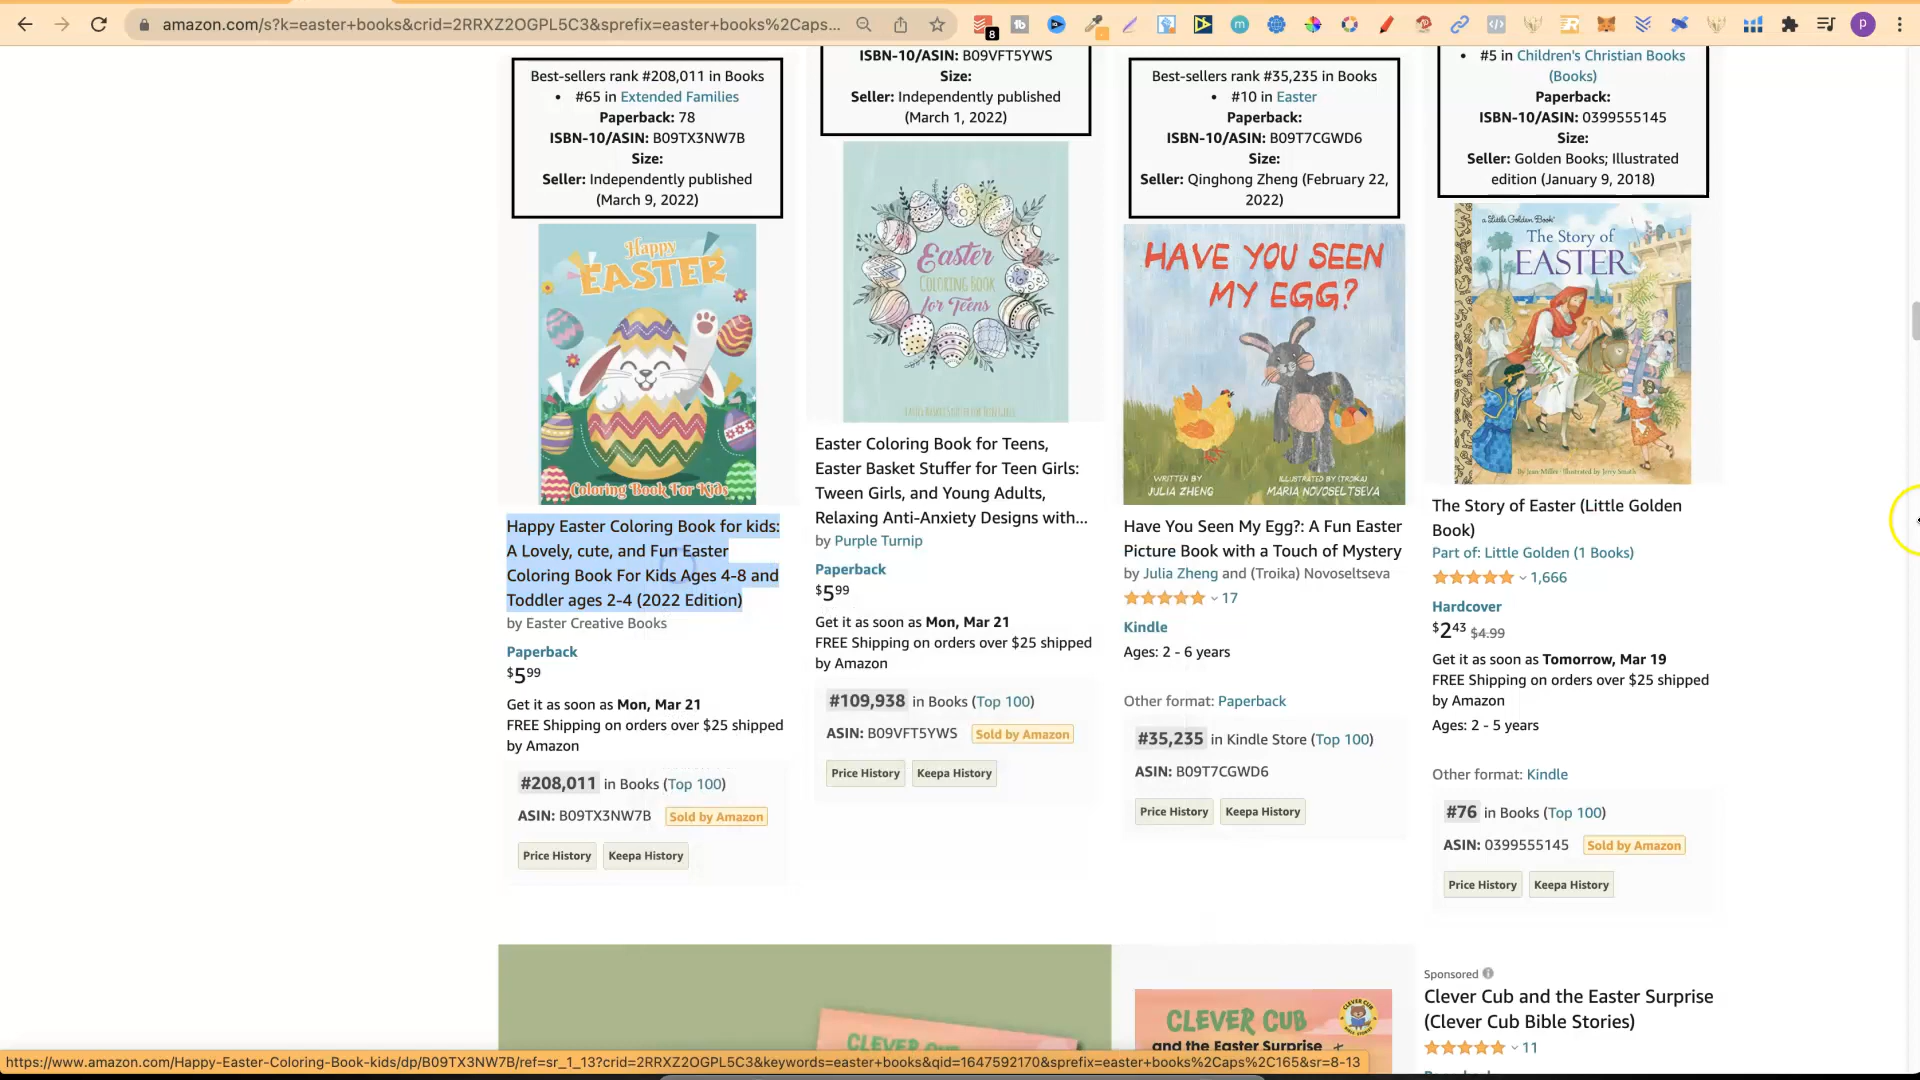 amazon.com/s?k=easter+books&crid=2RRXZ2OGPL5C3&sprefix=easter+books%2Caps...
8
Best-sellers rank #208,011 in Books
#65 in Extended Families
Paperback: 78
ISBN-10/ASIN: B09TX3NW7B
Size:
Seller: Independently published
(March 9, 2022)
Happy
EASTER
Coloring Book For Kids
Happy Easter Coloring Book for kids:
A Lovely, cute, and Fun Easter
Coloring Book For Kids Ages 4-8 and
Toddler ages 2-4 (2022 Edition)
by Easter Creative Books
Paperback
$5.99
Get it as soon as Mon, Mar 21
FREE Shipping on orders over $25 shipped
by Amazon
#208,011 in Books (Top 100)
ASIN: B09TX3NW7B Sold by Amazon
Price History Keepa History
ISBN-10/ASIN: B09VFT5YWS
Size:
Seller: Independently published
(March 1, 2022)
Easter
COLORING BOOK
for Teens
EASTER BASKET STUFFER FOR TEEN GIRLS
Easter Coloring Book for Teens,
Easter Basket Stuffer for Teen Girls:
Tween Girls, and Young Adults,
Relaxing Anti-Anxiety Designs with...
by Purple Turnip
Paperback
$5.99
Get it as soon as Mon, Mar 21
FREE Shipping on orders over $25 shipped
by Amazon
#109,938 in Books (Top 100)
ASIN: B09VFT5YWS Sold by Amazon
Price History Keepa History
Best-sellers rank #35,235 in Books
#10 in Easter
Paperback:
ISBN-10/ASIN: B09T7CGWD6
Size:
Seller: Qinghong Zheng (February 22,
2022)
HAVE YOU SEEN
MY EGG?
WRITTEN BY
JULIA ZHENG
ILLUSTRATED BY (TROIKA)
MARIA NOVOSELTSEVA
Have You Seen My Egg?: A Fun Easter
Picture Book with a Touch of Mystery
by Julia Zheng and (Troika) Novoseltseva
17
Kindle
Ages: 2 - 6 years
Other format: Paperback
#35,235 in Kindle Store (Top 100)
ASIN: B09T7CGWD6
Price History Keepa History
#5 in Children's Christian Books
(Books)
Paperback:
ISBN-10/ASIN: 0399555145
Size:
Seller: Golden Books; Illustrated
edition (January 9, 2018)
a Little Golden Book
The Story of
EASTER
By Jean Miller • Illustrated by Jerry Smath
The Story of Easter (Little Golden
Book)
Part of: Little Golden (1 Books)
1,666
Hardcover
$2.43 $4.99
Get it as soon as Tomorrow, Mar 19
FREE Shipping on orders over $25 shipped
by Amazon
Ages: 2 - 5 years
Other format: Kindle
#76 in Books (Top 100)
ASIN: 0399555145 Sold by Amazon
Price History Keepa History
CLEVER CUB
CLEVER CUB
and the Easter Surprise
Sponsored
Clever Cub and the Easter Surprise
(Clever Cub Bible Stories)
11
https://www.amazon.com/Happy-Easter-Coloring-Book-kids/dp/B09TX3NW7B/ref=sr_1_13?crid=2RRXZ2OGPL5C3&keywords=easter+books&qid=1647592170&sprefix=easter+books%2Caps%2C165&sr=8-13